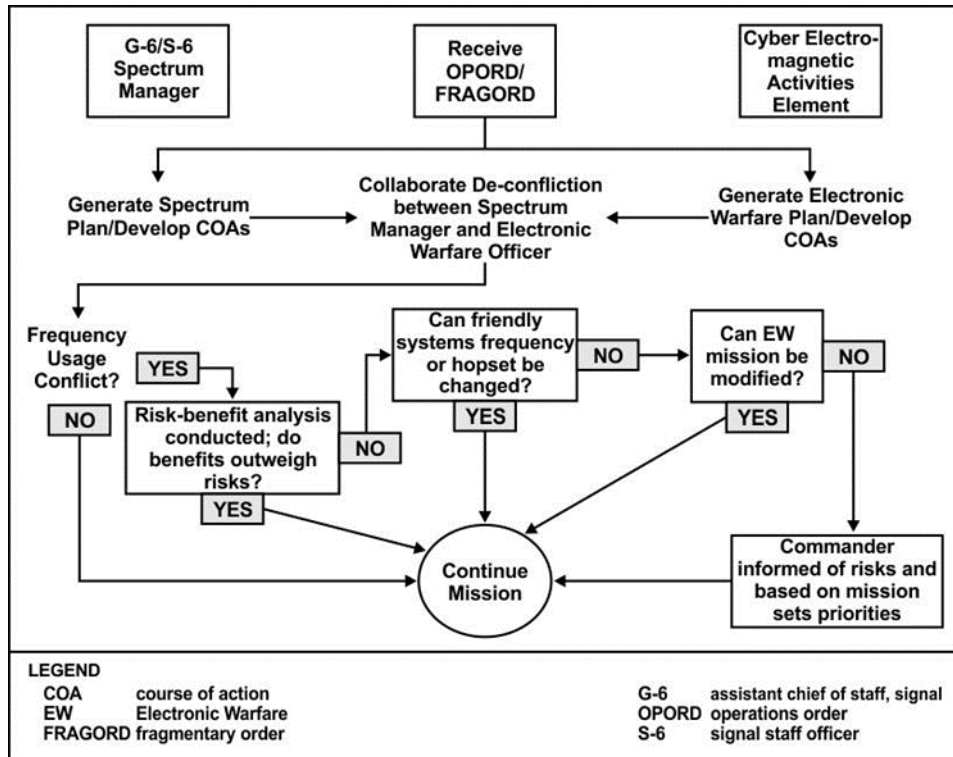 G-6/S-6
Spectrum
Manager
Receive
OPORD/
FRAGORD
Cyber Electro-
magnetic
Activities
Element
Generate Spectrum
Plan/Develop COAs
Collaborate De-confliction
between Spectrum
Manager and Electronic
Warfare Officer
Generate Electronic
Warfare Plan/Develop
COAs
Frequency
Usage
Conflict?
YES
NO
Risk-benefit analysis
conducted; do
benefits outweigh
risks?
NO
YES
Can friendly
systems frequency
or hopset be
changed?
NO
YES
Can EW
mission be
modified?
NO
YES
Commander
informed of risks and
based on mission
sets priorities
Continue
Mission
LEGEND
COA course of action
EW Electronic Warfare
FRAGORD fragmentary order
G-6 assistant chief of staff, signal
OPORD operations order
S-6 signal staff officer